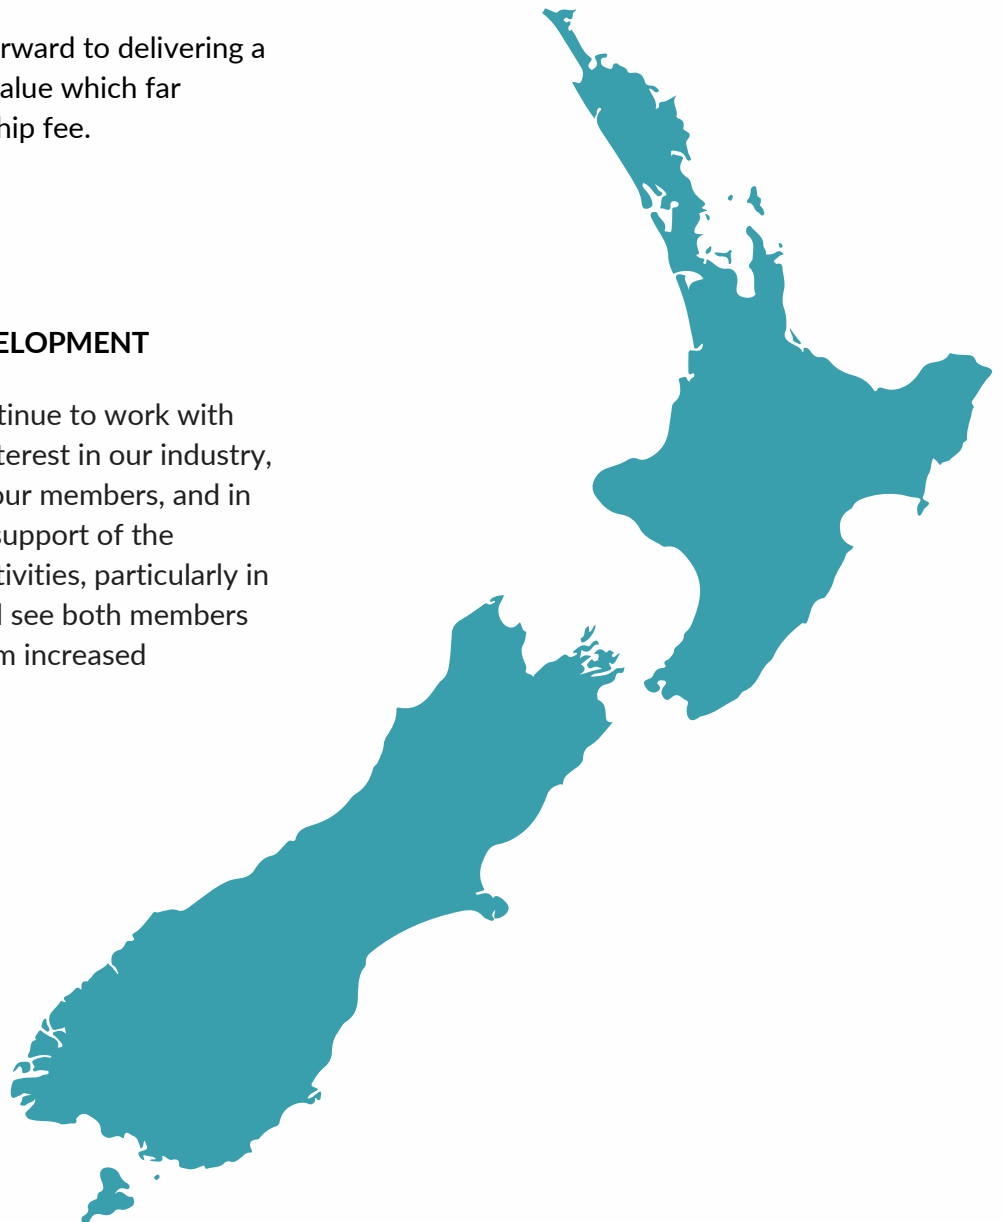 rward to delivering a
alue which far
hip fee.
ELOPMENT
tinue to work with
terest in our industry,
our members, and in
support of the
tivities, particularly in
see both members
m increased